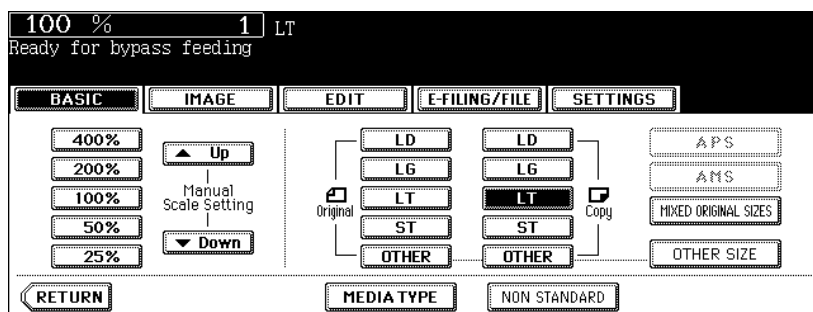 100 % 1 LT
Ready for bypass feeding
BASIC IMAGE EDIT E-FILING/FILE SETTINGS
400% Up LD LD APS
200% LG LG AMS
100% Manual Scale Setting Original LT LT Copy MIXED ORIGINAL SIZES
50% ST ST
25% Down OTHER OTHER OTHER SIZE
RETURN MEDIA TYPE NON STANDARD